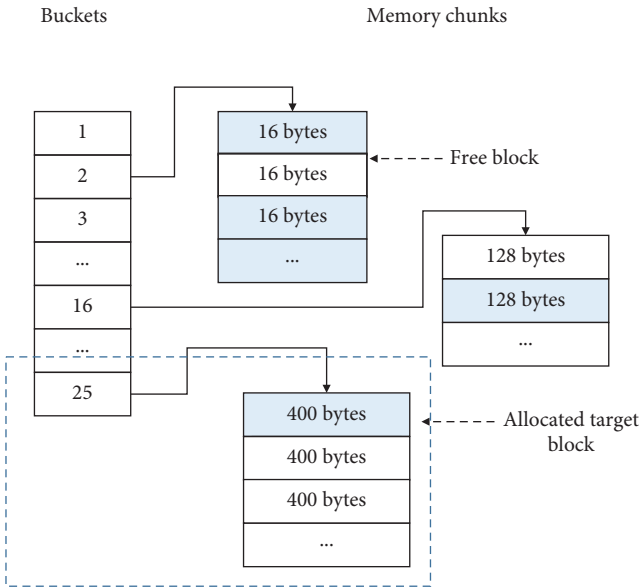 Buckets
Memory chunks
1
2
3
...
16
...
25
16 bytes
16 bytes
16 bytes
...
Free block
128 bytes
128 bytes
...
400 bytes
400 bytes
400 bytes
...
Allocated target
block